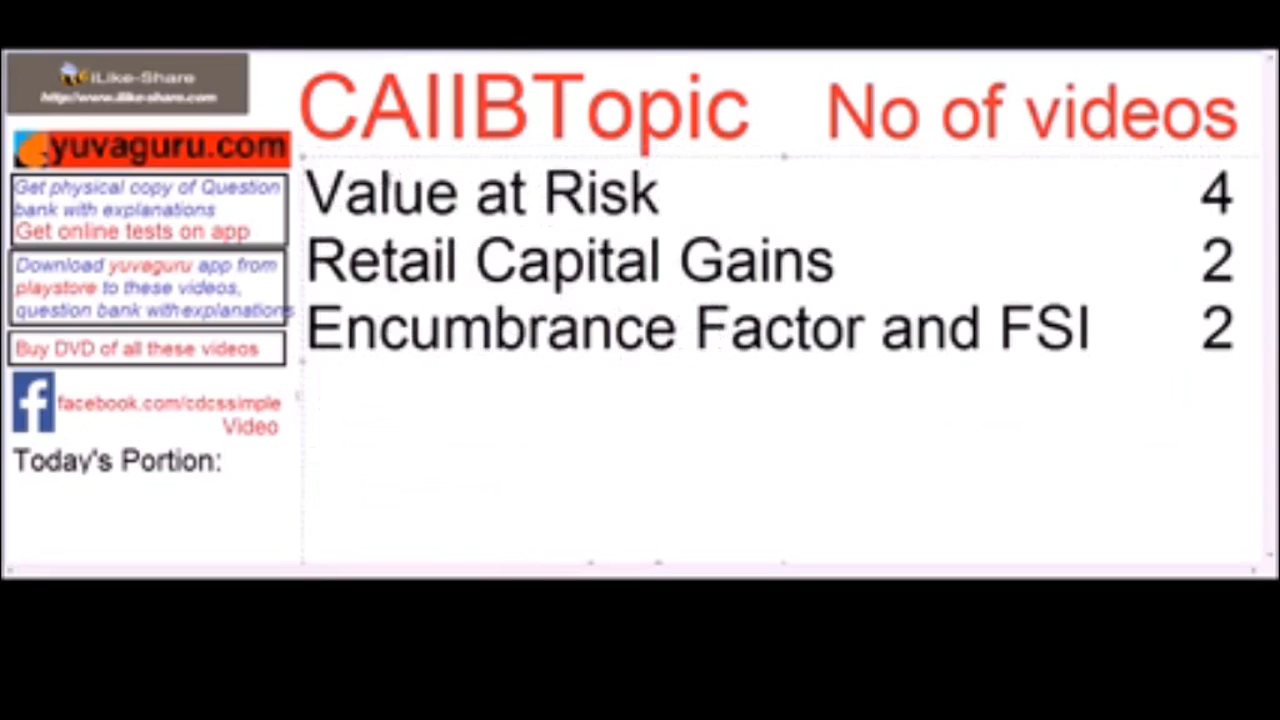 iLike-Share
http://www.ilike-share.com
yuvaguru.com
Get physical copy of Question
bank with explanations
Get online tests on app
Download yuvaguru app from
playstore to these videos,
question bank with explanations
Buy DVD of all these videos
facebook.com/cdcssimple
Video
Today's Portion:
CAIIBTopic No of videos
Value at Risk 4
Retail Capital Gains 2
Encumbrance Factor and FSI 2